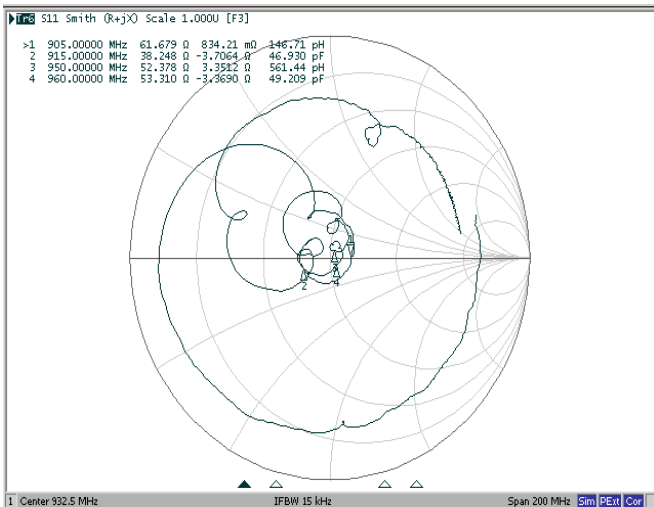 Tr6 S11 Smith (R+jX) Scale 1.000U [F3]
>1 905.00000 MHz 61.679 Ω 834.21 mΩ 146.71 pH
2 915.00000 MHz 38.248 Ω -3.7064 Ω 46.930 pF
3 950.00000 MHz 52.378 Ω 3.3512 Ω 561.44 pH
4 960.00000 MHz 53.310 Ω -3.3690 Ω 49.209 pF
2
4
1 Center 932.5 MHz IFBW 15 kHz Span 200 MHz Sim PExt Cor